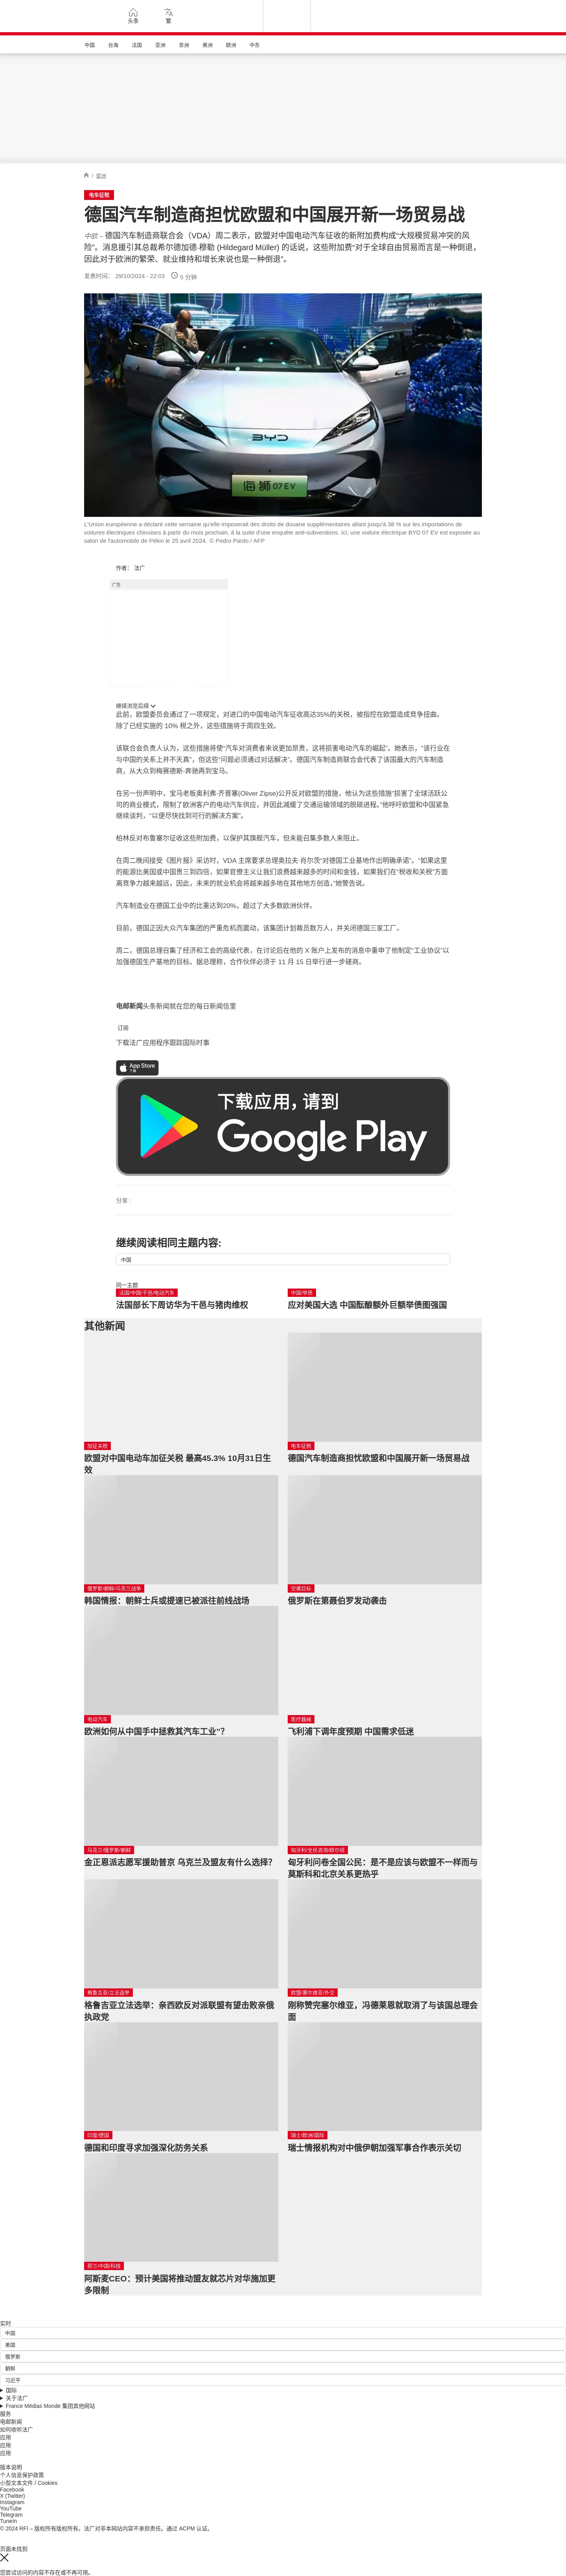 头条
繁
中国
台海
法国
亚洲
非洲
美洲
欧洲
中东
/ 欧洲
电车征税
德国汽车制造商担忧欧盟和中国展开新一场贸易战
中欧 – 德国汽车制造商联合会（VDA）周二表示，欧盟对中国电动汽车征收的新附加费构成“大规模贸易冲突的风
险”。消息援引其总裁希尔德加德·穆勒 (Hildegard Müller) 的话说，这些附加费“对于全球自由贸易而言是一种倒退，
因此对于欧洲的繁荣、就业维持和增长来说也是一种倒退”。
发表时间： 29/10/2024 - 22:03
5 分钟
BYD
海狮07EV
L'Union européenne a déclaré cette semaine qu'elle imposerait des droits de douane supplémentaires allant jusqu'à 38 % sur les importations de
voitures électriques chinoises à partir du mois prochain, à la suite d'une enquête anti-subventions. Ici, une voiture électrique BYD 07 EV est exposée au
salon de l'automobile de Pékin le 25 avril 2024. © Pedro Pardo / AFP
作者： 法广
广告
继续浏览后续
此前，欧盟委员会通过了一项规定，对进口的中国电动汽车征收高达35%的关税，被指控在欧盟造成竞争扭曲。
除了已经实施的 10% 税之外，这些措施将于周四生效。
该联合会负责人认为，这些措施将使“汽车对消费者来说更加昂贵，这将损害电动汽车的崛起”。她表示，“该行业在
与中国的关系上并不天真”，但这些“问题必须通过对话解决”。德国汽车制造商联合会代表了该国最大的汽车制造
商，从大众到梅赛德斯-奔驰再到宝马。
在另一份声明中，宝马老板奥利弗·齐普塞(Oliver Zipse)公开反对欧盟的措施，他认为这些措施“损害了全球活跃公
司的商业模式，限制了欧洲客户的电动汽车供应，并因此减缓了交通运输领域的脱碳进程。”他呼吁欧盟和中国紧急
继续谈判，“以便尽快找到可行的解决方案”。
柏林反对布鲁塞尔征收这些附加费，以保护其旗舰汽车，但未能召集多数人来阻止。
在周二晚间接受《图片报》采访时，VDA 主席要求总理奥拉夫·肖尔茨“对德国工业基地作出明确承诺”。“如果这里
的能源比美国或中国贵三到四倍，如果官僚主义让我们浪费越来越多的时间和金钱，如果我们在“税收和关税”方面
离竞争力越来越远，因此，未来的就业机会将越来越多地在其他地方创造，”她警告说。
汽车制造业在德国工业中的比重达到20%，超过了大多数欧洲伙伴。
目前，德国正因大众汽车集团的严重危机而震动，该集团计划裁员数万人，并关闭德国三家工厂。
周二，德国总理召集了经济和工会的高级代表，在讨论后在他的 X 账户上发布的消息中重申了他制定“工业协议”以
加强德国生产基地的目标。据总理称，合作伙伴必须于 11 月 15 日举行进一步磋商。
电邮新闻头条新闻就在您的每日新闻信里
订阅
下载法广应用程序跟踪国际时事
App Store
下载应用，请到
Google Play
分享 :
继续阅读相同主题内容:
中国
同一主题
法国/中国/干邑/电动汽车
法国部长下周访华为干邑与猪肉维权
中国/举债
应对美国大选 中国酝酿额外巨额举债图强国
其他新闻
加征关税
欧盟对中国电动车加征关税 最高45.3% 10月31日生
效
电车征税
德国汽车制造商担忧欧盟和中国展开新一场贸易战
俄罗斯/朝鲜/乌克兰战争
韩国情报：朝鲜士兵或提速已被派往前线战场
空袭目标
俄罗斯在第聂伯罗发动袭击
电动汽车
欧洲如何从中国手中拯救其汽车工业”？
医疗器械
飞利浦下调年度预期 中国需求低迷
乌克兰/俄罗斯/朝鲜
金正恩派志愿军援助普京 乌克兰及盟友有什么选择？
匈牙利/全民咨询/欧尔班
匈牙利问卷全国公民：是不是应该与欧盟不一样而与
莫斯科和北京关系更热乎
格鲁吉亚/立法选举
格鲁吉亚立法选举：亲西欧反对派联盟有望击败亲俄
执政党
欧盟/塞尔维亚/外交
刚称赞完塞尔维亚，冯德莱恩就取消了与该国总理会
面
印度/德国
德国和印度寻求加强深化防务关系
瑞士/欧洲/国际
瑞士情报机构对中俄伊朝加强军事合作表示关切
荷兰/中国/科技
阿斯麦CEO：预计美国将推动盟友就芯片对华施加更
多限制
实时
中国
美国
俄罗斯
朝鲜
习近平
国际
关于法广
France Médias Monde 集团其他网站
服务
电邮新闻
如何收听法广
应用
应用
应用
版本说明
个人信息保护政策
小型文本文件 / Cookies
Facebook
X (Twitter)
Instagram
YouTube
Telegram
TuneIn
© 2024 RFI – 版权所有版权所有。法广对非本网站内容不承担责任。通过 ACPM 认证。
页面未找到
您尝试访问的内容不存在或不再可用。